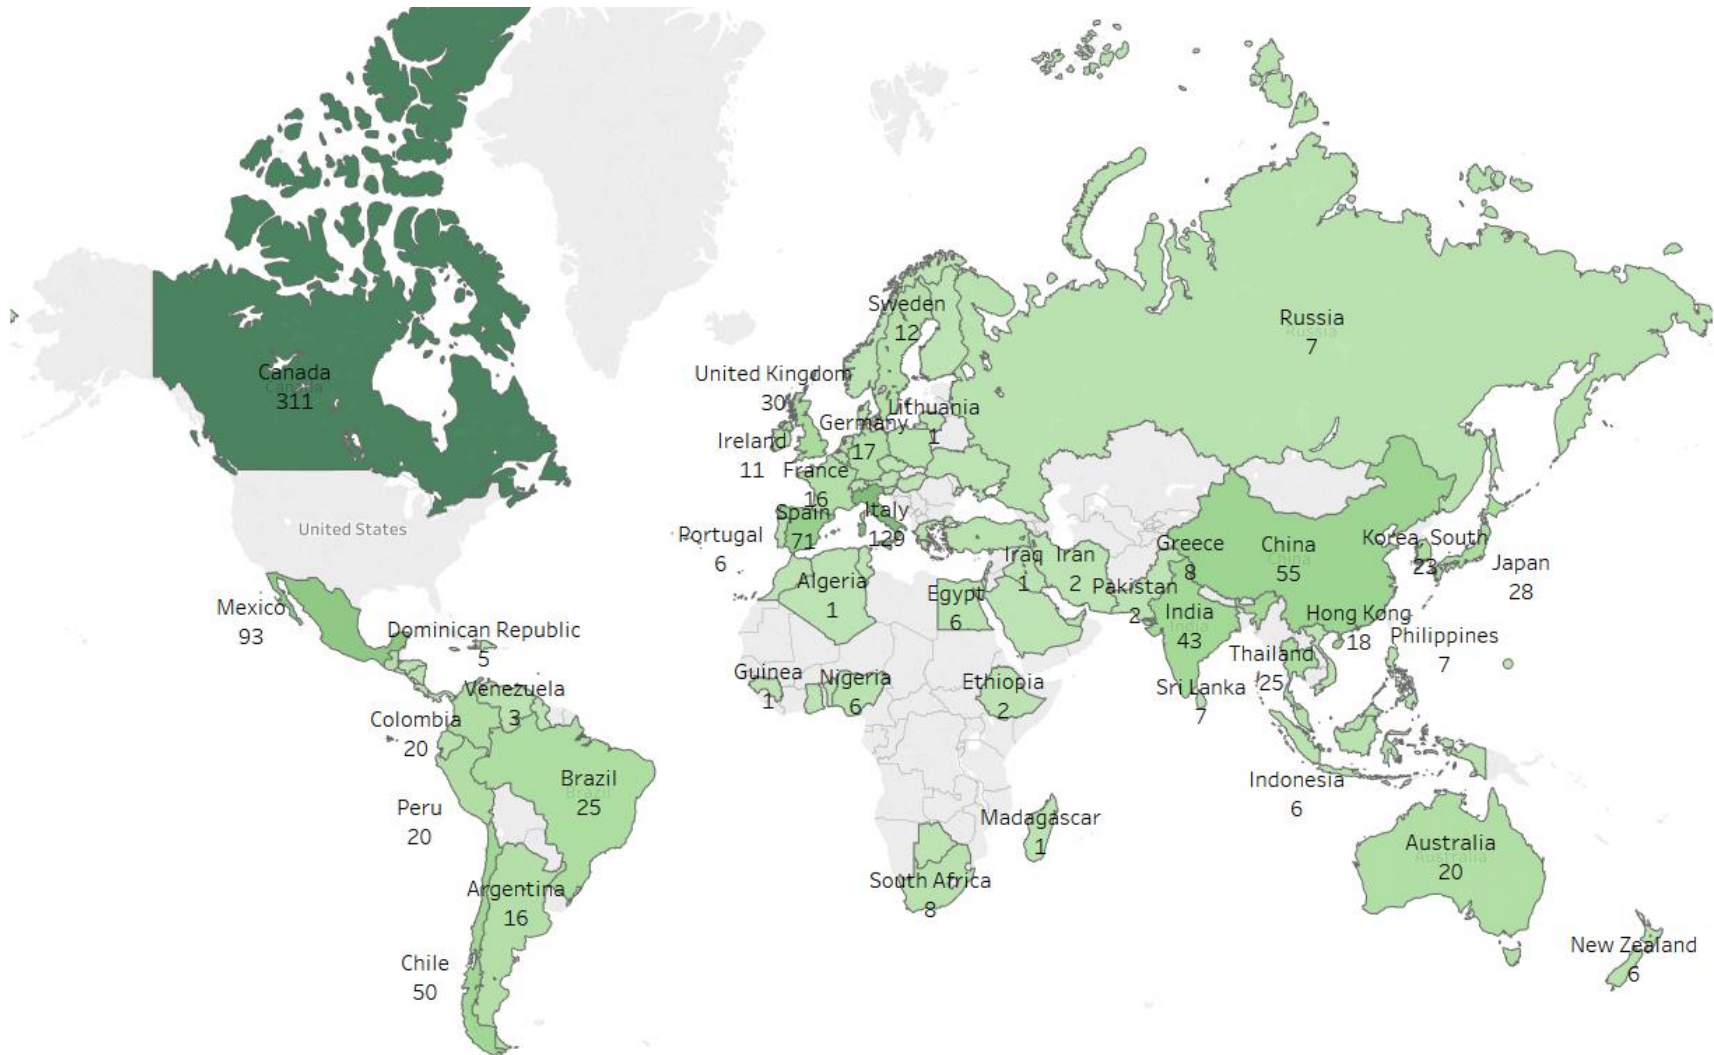 Sweden
12
Russia
7
Canada
311
United Kingdom
30
Lithuania
1
Germany
17
Ireland
11
France
16
Spain
71
Italy
129
United States
Portugal
6
Greece
8
China
55
Korea, South
23
Japan
28
Iraq
1
Iran
2
Pakistan
2
Algeria
1
Egypt
6
Mexico
93
Dominican Republic
5
India
43
Hong Kong
18
Philippines
7
Thailand
25
Guinea
1
Nigeria
6
Ethiopia
2
Sri Lanka
7
Venezuela
3
Colombia
20
Brazil
25
Indonesia
6
Peru
20
Madagascar
1
Australia
20
South Africa
8
Argentina
16
New Zealand
6
Chile
50